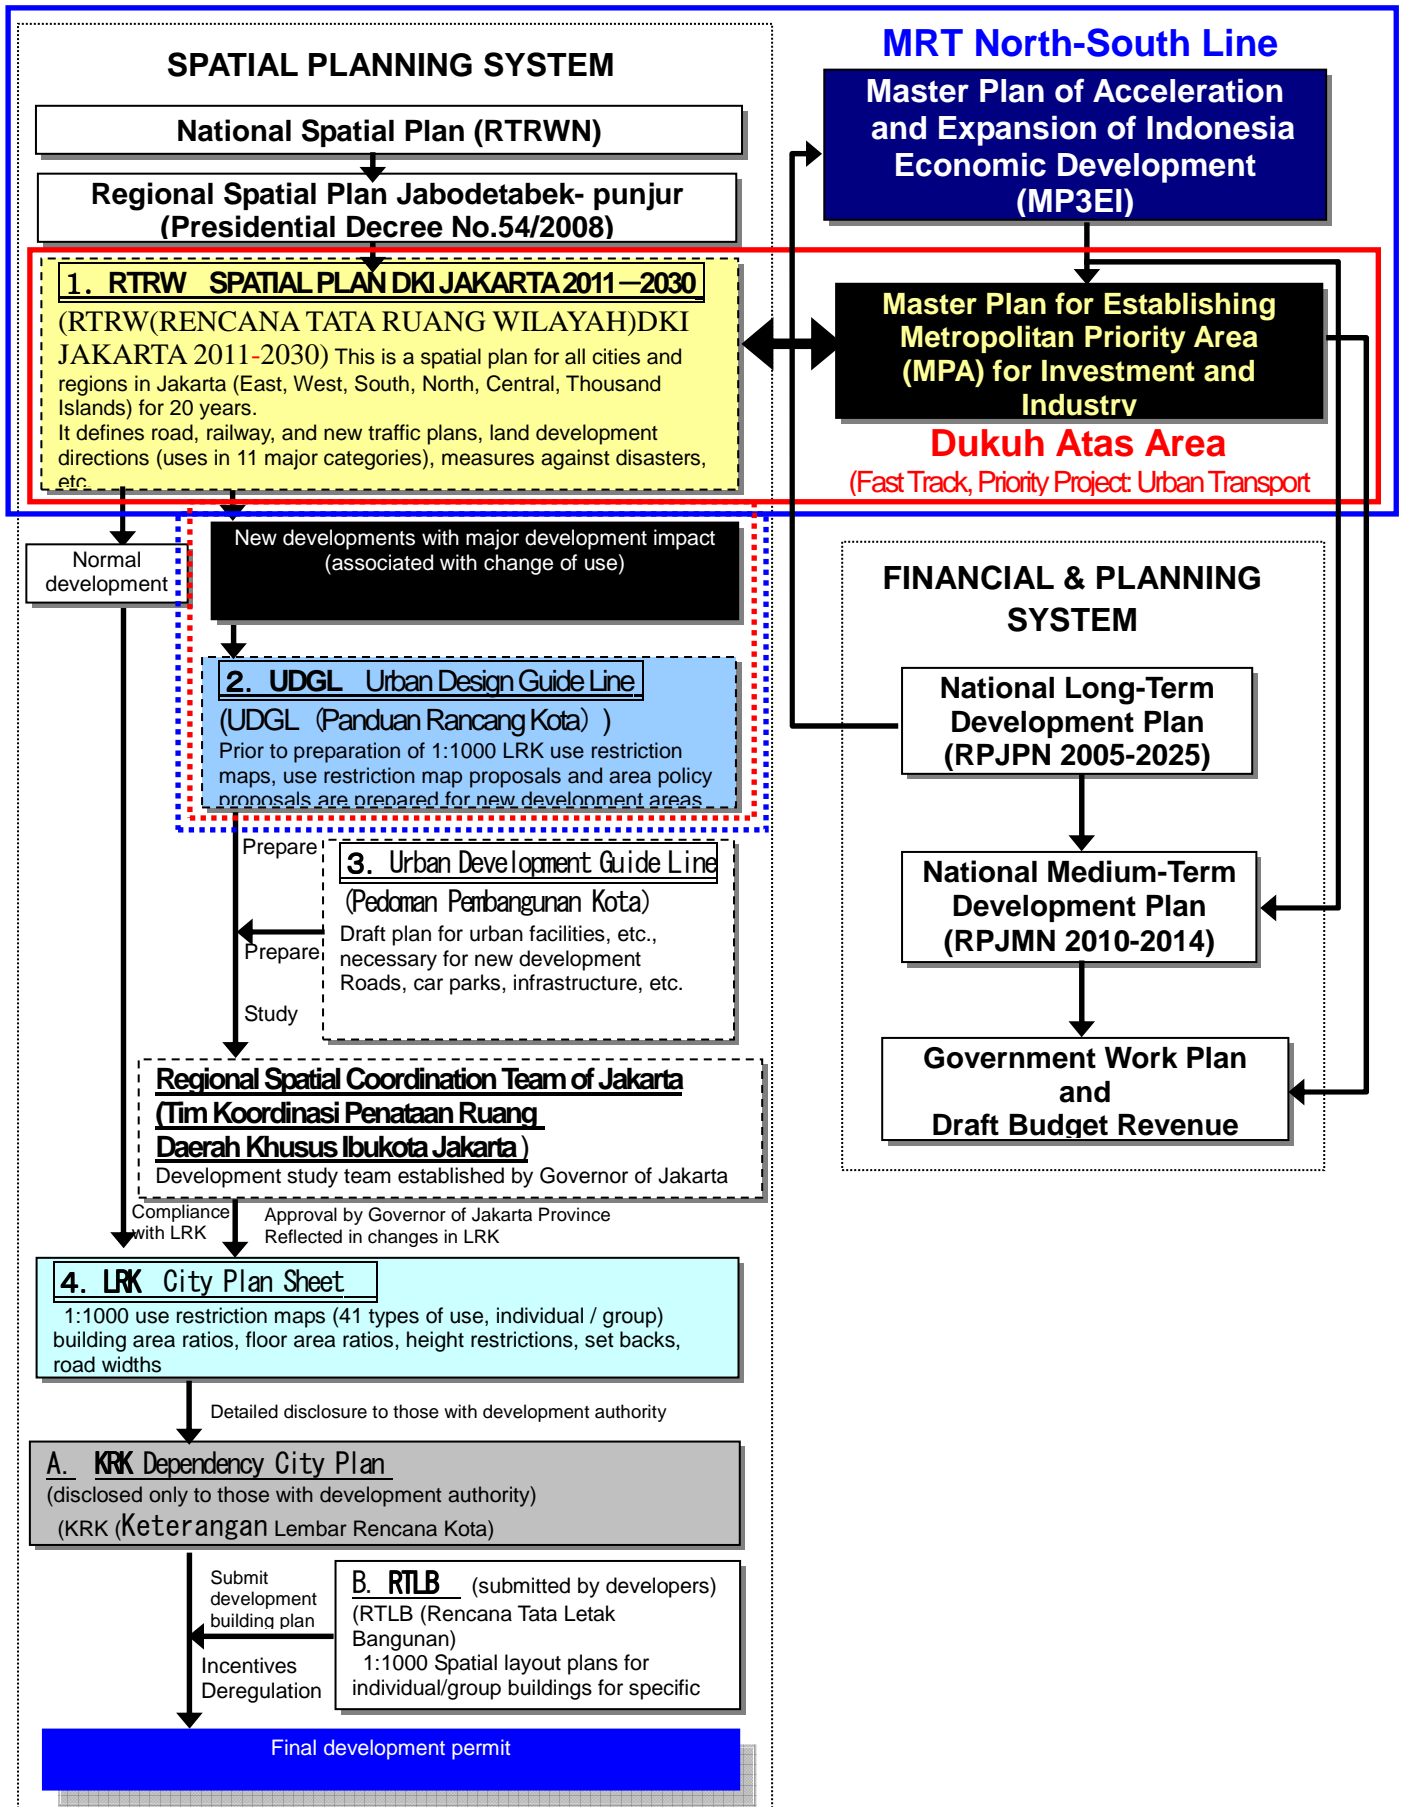 SPATIAL PLANNING SYSTEM
National Spatial Plan (RTRWN)
Regional Spatial Plan Jabodetabek- punjur
(Presidential Decree No.54/2008)
1. RTRW SPATIAL PLAN DKI JAKARTA 2011－2030
(RTRW(RENCANA TATA RUANG WILAYAH)DKI
JAKARTA 2011-2030) This is a spatial plan for all cities and
regions in Jakarta (East, West, South, North, Central, Thousand
Islands) for 20 years.
It defines road, railway, and new traffic plans, land development
directions (uses in 11 major categories), measures against disasters,
etc.
MRT North-South Line
Master Plan of Acceleration
and Expansion of Indonesia
Economic Development
(MP3EI)
Master Plan for Establishing
Metropolitan Priority Area
(MPA) for Investment and
Industry
Dukuh Atas Area
(Fast Track, Priority Project: Urban Transport
Normal
development
New developments with major development impact
(associated with change of use)
2. UDGL Urban Design Guide Line
(UDGL（Panduan Rancang Kota）)
Prior to preparation of 1:1000 LRK use restriction
maps, use restriction map proposals and area policy
proposals are prepared for new development areas
Prepare
3. Urban Development Guide Line
(Pedoman Pembangunan Kota)
Draft plan for urban facilities, etc.,
necessary for new development
Roads, car parks, infrastructure, etc.
Prepare
Study
Regional Spatial Coordination Team of Jakarta
(Tim Koordinasi Penataan Ruang
Daerah Khusus Ibukota Jakarta)
Development study team established by Governor of Jakarta
Compliance
with LRK
Approval by Governor of Jakarta Province
Reflected in changes in LRK
4. LRK City Plan Sheet
1:1000 use restriction maps (41 types of use, individual / group)
building area ratios, floor area ratios, height restrictions, set backs,
road widths
Detailed disclosure to those with development authority
A. KRK Dependency City Plan
(disclosed only to those with development authority)
(KRK (Keterangan Lembar Rencana Kota)
Submit
development
building plan
B. RTLB (submitted by developers)
(RTLB (Rencana Tata Letak
Bangunan)
1:1000 Spatial layout plans for
individual/group buildings for specific
Incentives
Deregulation
Final development permit
FINANCIAL & PLANNING
SYSTEM
National Long-Term
Development Plan
(RPJPN 2005-2025)
National Medium-Term
Development Plan
(RPJMN 2010-2014)
Government Work Plan
and
Draft Budget Revenue